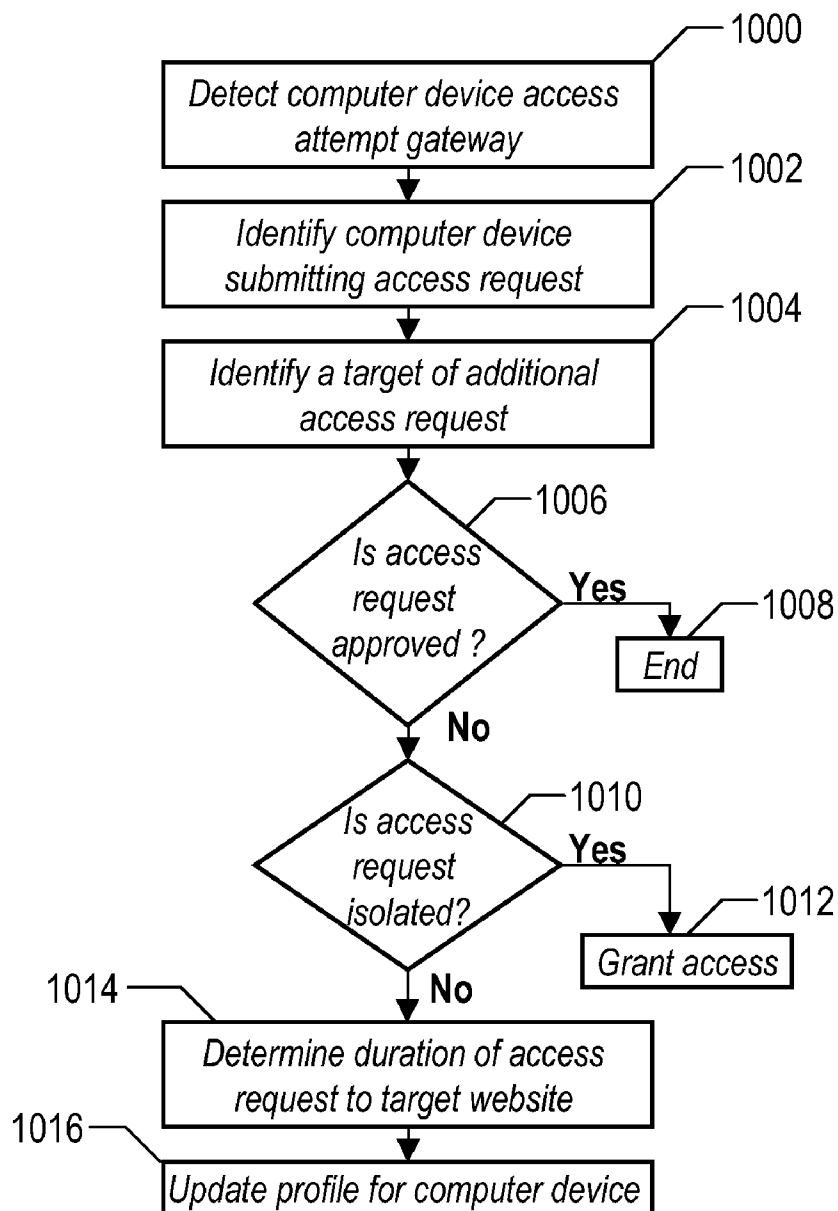 1000
Detect computer device access
attempt gateway
1002
Identify computer device
submitting access request
1004
Identify a target of additional
access request
1006
Is access
request
approved ?
Yes
1008
End
No
1010
Is access
request
isolated?
Yes
1012
Grant access
No
1014
Determine duration of access
request to target website
1016
Update profile for computer device